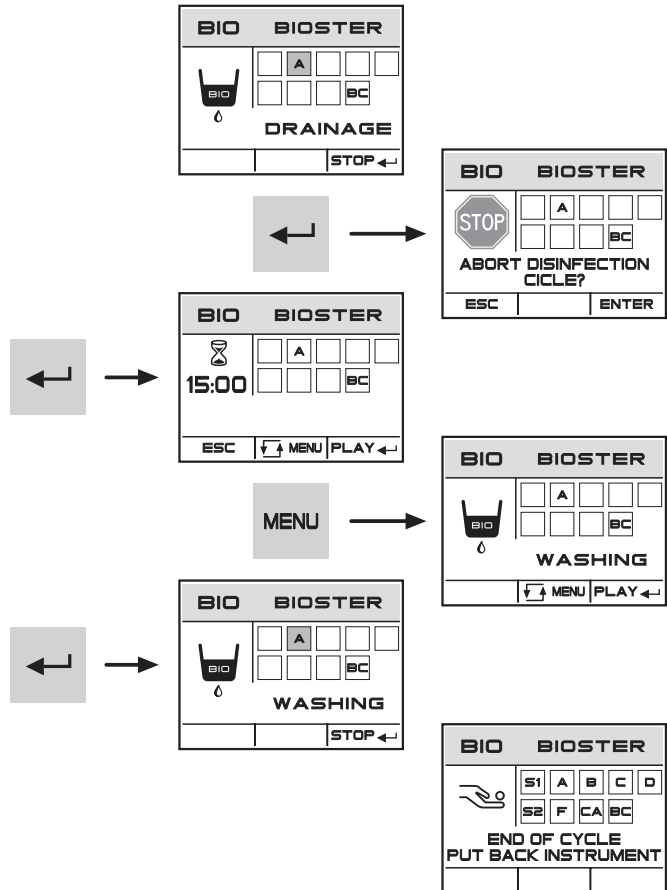 BIO BIOSTER
A
BIO
BC
DRAINAGE
STOP
BIO BIOSTER
STOP
A
BC
ABORT DISINFECTION
CICLE?
ESC ENTER
BIO BIOSTER
A
15:00
BC
ESC MENU PLAY
MENU
BIO BIOSTER
A
BIO
BC
WASHING
MENU PLAY
BIO BIOSTER
A
BIO
BC
WASHING
STOP
BIO BIOSTER
S1 A B C D
S2 F CA BC
END OF CYCLE
PUT BACK INSTRUMENT